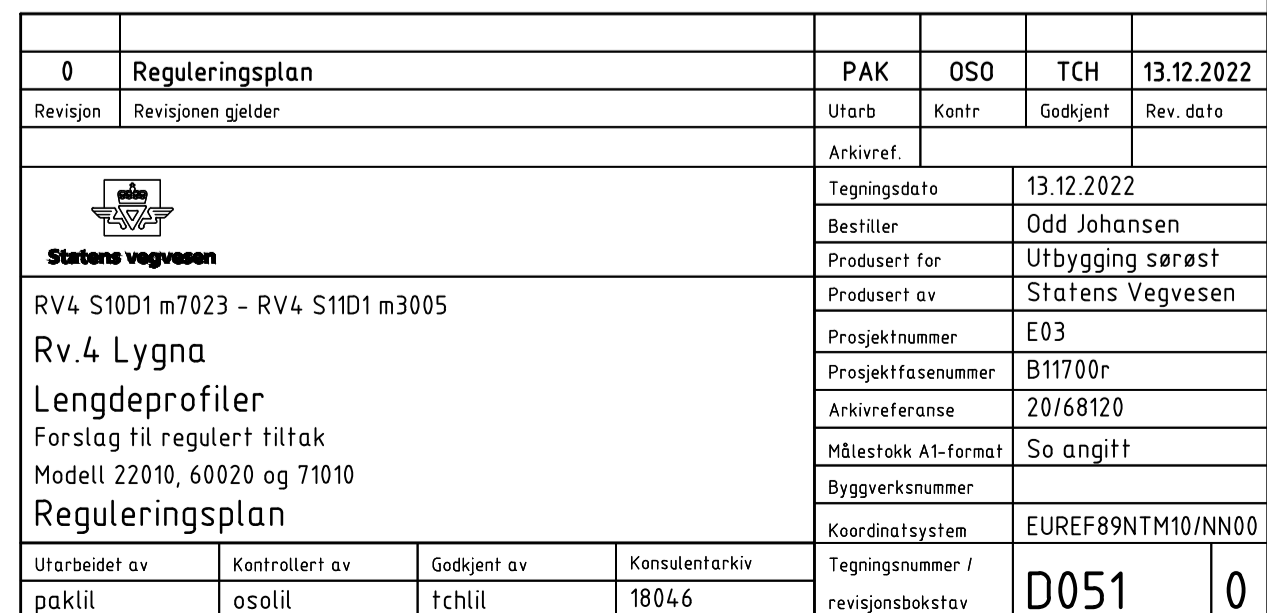 0 Reguleringsplan PAK OSO TCH 13.12.2022
Revisjon Revisjonen gjelder Utarb Kontr Godkjent Rev. dato
Arkivref.
Statens vegvesen
Tegningsdato 13.12.2022
Bestiller Odd Johansen
Produsert for Utbygging sørøst
Produsert av Statens Vegvesen
Prosjektnummer E03
Prosjektfasenummer B11700r
Arkivreferanse 20/68120
Målestokk A1-format So angitt
Byggverksnummer
Koordinatsystem EUREF89NTM10/NN00
RV4 S10D1 m7023 - RV4 S11D1 m3005
Rv.4 Lygna
Lengdeprofiler
Forslag til regulert tiltak
Modell 22010, 60020 og 71010
Reguleringsplan
Utarbeidet av Kontrollert av Godkjent av Konsulentarkiv
paklil osolil tchlil 18046
Tegningsnummer /
revisjonsbokstav
D051 0